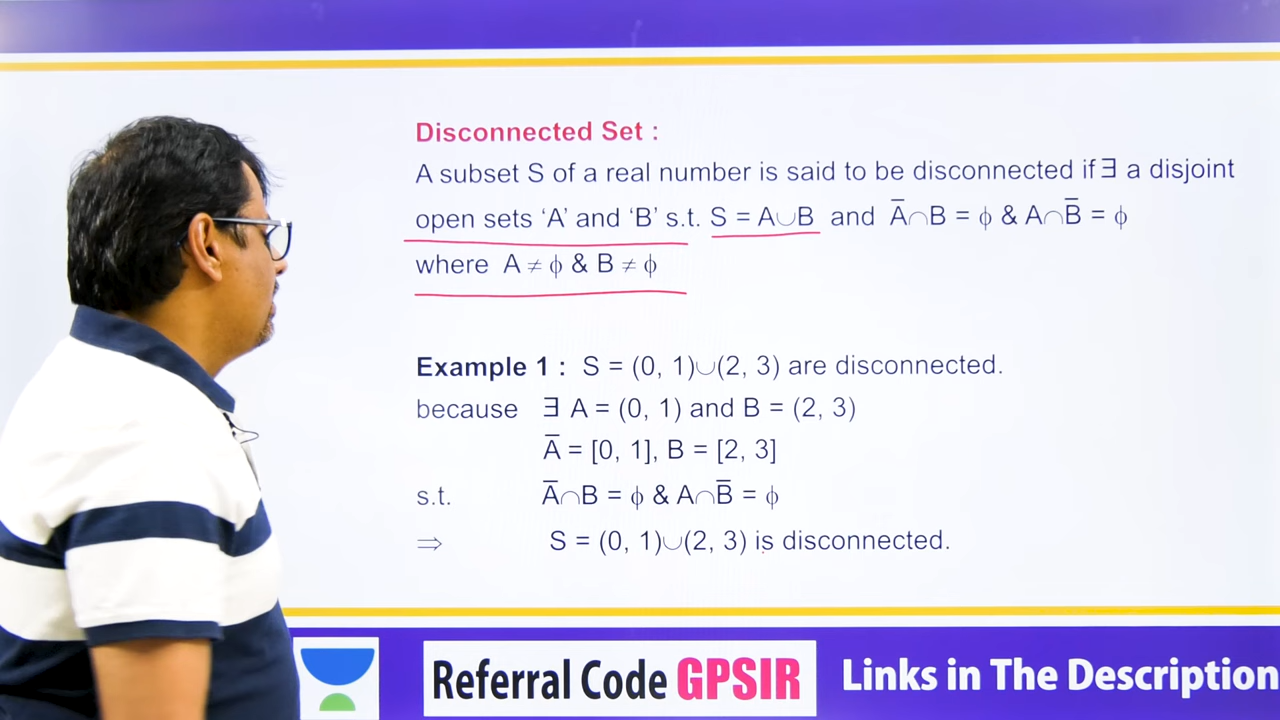 Disconnected Set :
A subset S of a real number is said to be disconnected if ∃ a disjoint
open sets ‘A’ and ‘B’ s.t. S = A∪B and A̅∩B = ϕ & A∩B̅ = ϕ
where A ≠ ϕ & B ≠ ϕ
Example 1 : S = (0, 1)∪(2, 3) are disconnected.
because ∃ A = (0, 1) and B = (2, 3)
A̅ = [0, 1], B = [2, 3]
s.t. A̅∩B = ϕ & A∩B̅ = ϕ
⇒ S = (0, 1)∪(2, 3) is disconnected.
Referral Code GPSIR Links in The Description